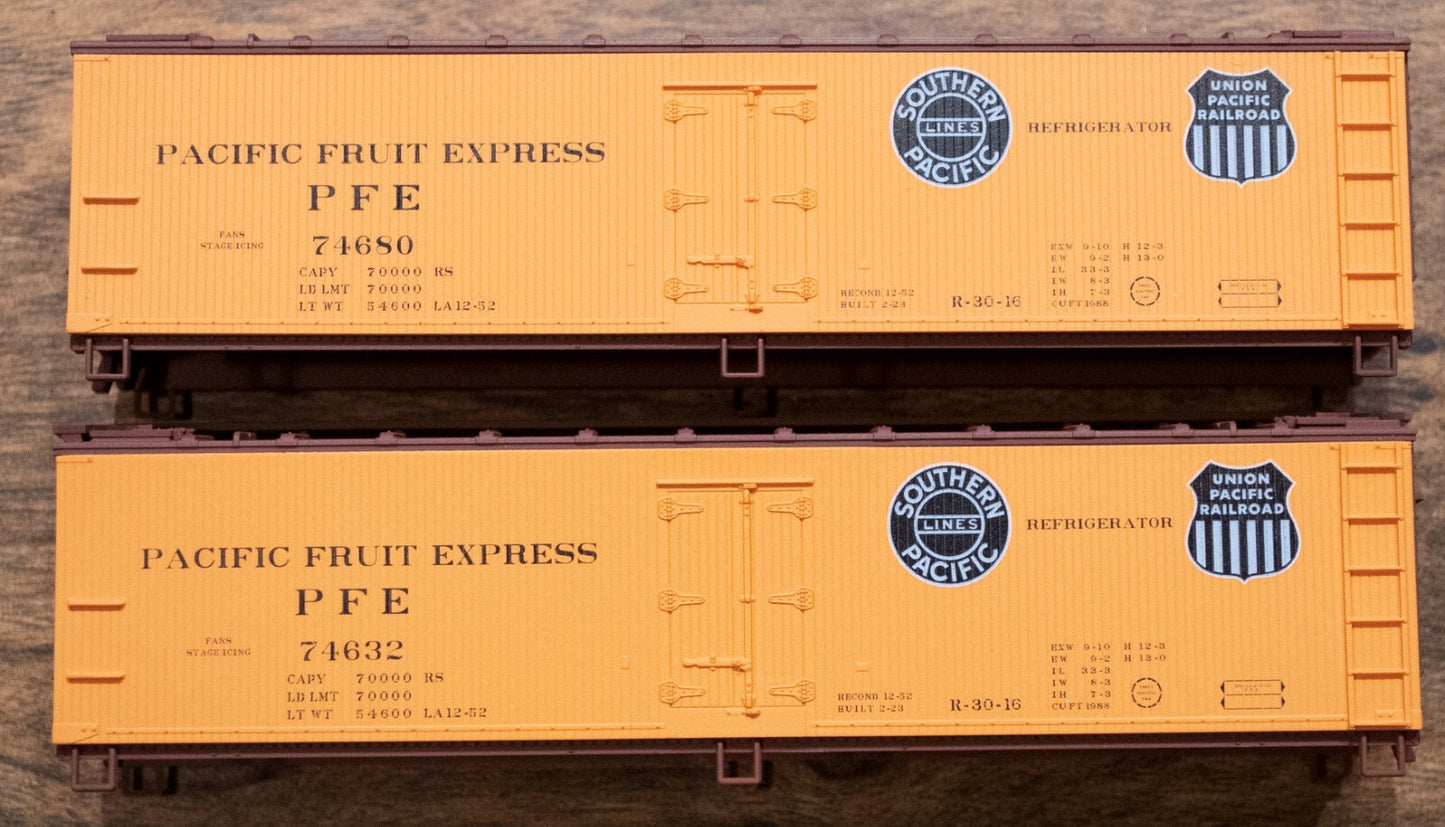 PACIFIC FRUIT EXPRESS
PFE
FANS
STAGE ICING
74680
CAPY 70000 RS
LD LMT 70000
LT WT 54600 LA 12-52
SOUTHERN
LINES
PACIFIC
REFRIGERATOR
UNION
PACIFIC
RAILROAD
EXW 9-10 H 12-3
EW 9-2 H 13-0
IL 33-3
IW 8-3
IH 7-3
CU FT 1988
RECOND. 12-52
BUILT 2-23
R-30-16
PACIFIC FRUIT EXPRESS
PFE
FANS
STAGE ICING
74632
CAPY 70000 RS
LD LMT 70000
LT WT 54600 LA 12-52
SOUTHERN
LINES
PACIFIC
REFRIGERATOR
UNION
PACIFIC
RAILROAD
EXW 9-10 H 12-3
EW 9-2 H 13-0
IL 33-3
IW 8-3
IH 7-3
CU FT 1988
RECOND. 12-52
BUILT 2-23
R-30-16